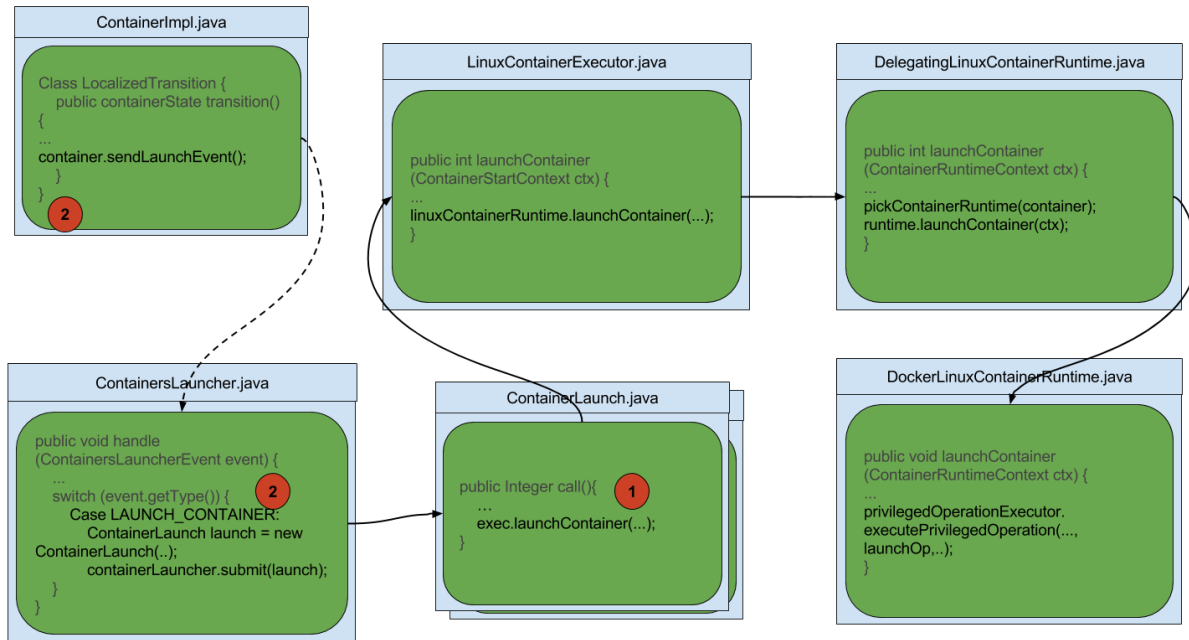 ContainerImpl.java
Class LocalizedTransition {
public containerState transition()
{
...
container.sendLaunchEvent();
}
}
2
LinuxContainerExecutor.java
public int launchContainer
(ContainerStartContext ctx) {
...
linuxContainerRuntime.launchContainer(...);
}
DelegatingLinuxContainerRuntime.java
public int launchContainer
(ContainerRuntimeContext ctx) {
...
pickContainerRuntime(container);
runtime.launchContainer(ctx);
}
ContainersLauncher.java
public void handle
(ContainersLauncherEvent event) {
...
switch (event.getType()) {
2
Case LAUNCH_CONTAINER:
ContainerLaunch launch = new
ContainerLaunch(..);
containerLauncher.submit(launch);
}
}
ContainerLaunch.java
public Integer call(){
1
...
exec.launchContainer(...);
}
DockerLinuxContainerRuntime.java
public void launchContainer
(ContainerRuntimeContext ctx) {
...
privilegedOperationExecutor.
executePrivilegedOperation(...,
launchOp,..);
}